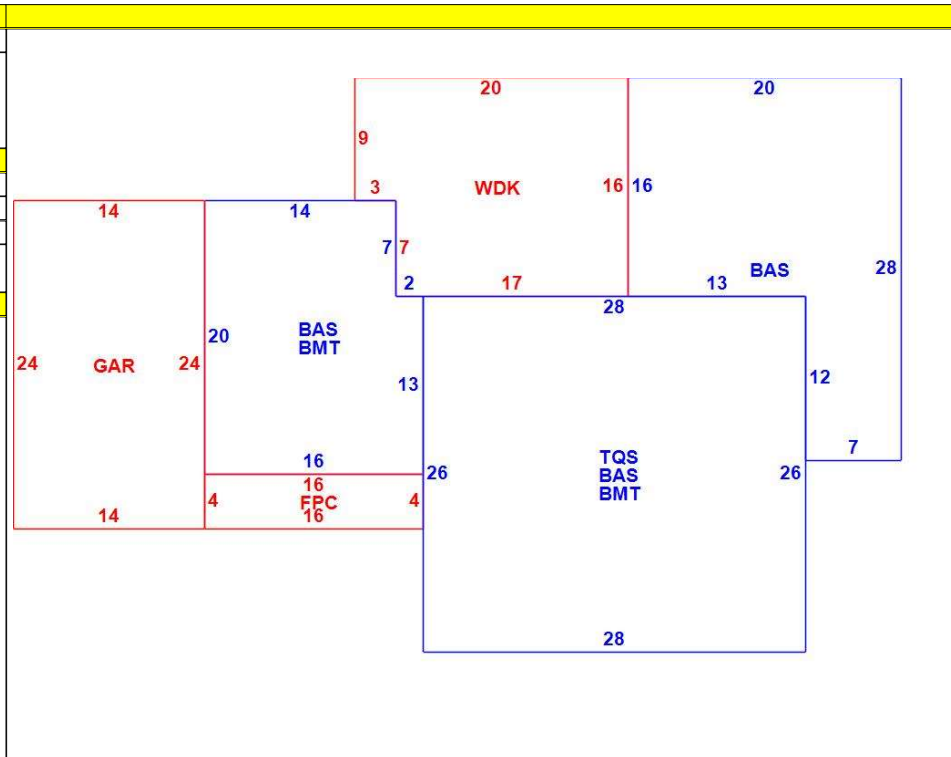 20 20
9
3 WDK 16 16
14 14
7 7 BAS 28
2 17 13
28
20 BAS
BMT
24 GAR 24 13 12
16 7
TQS
BAS
BMT
26 26
16
4 FPC 4
14 16
28